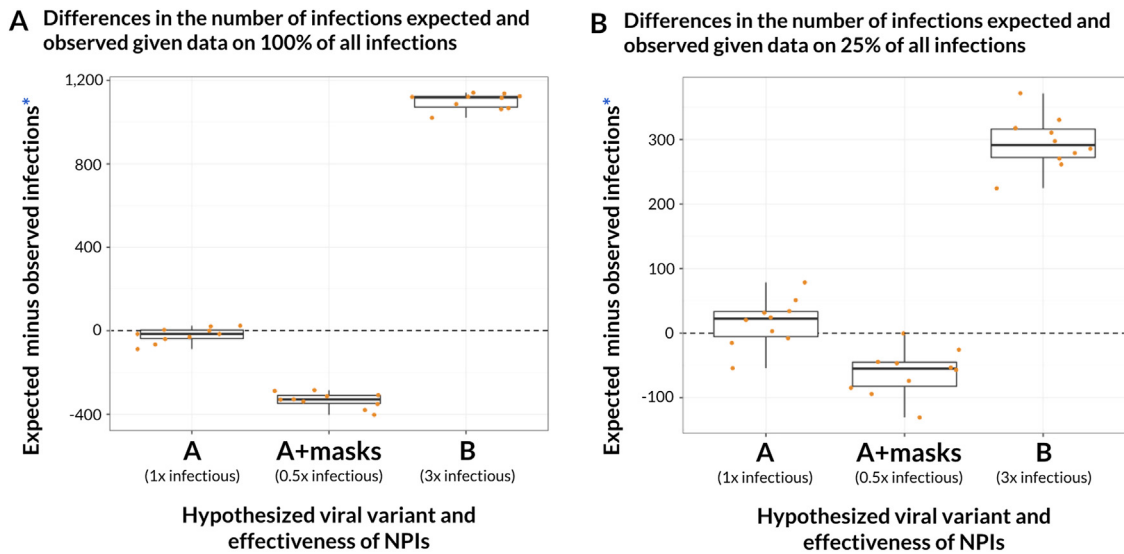 A Differences in the number of infections expected and
observed given data on 100% of all infections
Expected minus observed infections*
1,200
800
400
0
-400
A
(1x infectious)
A+masks
(0.5x infectious)
B
(3x infectious)
Hypothesized viral variant and
effectiveness of NPIs
B Differences in the number of infections expected and
observed given data on 25% of all infections
Expected minus observed infections*
300
200
100
0
-100
A
(1x infectious)
A+masks
(0.5x infectious)
B
(3x infectious)
Hypothesized viral variant and
effectiveness of NPIs